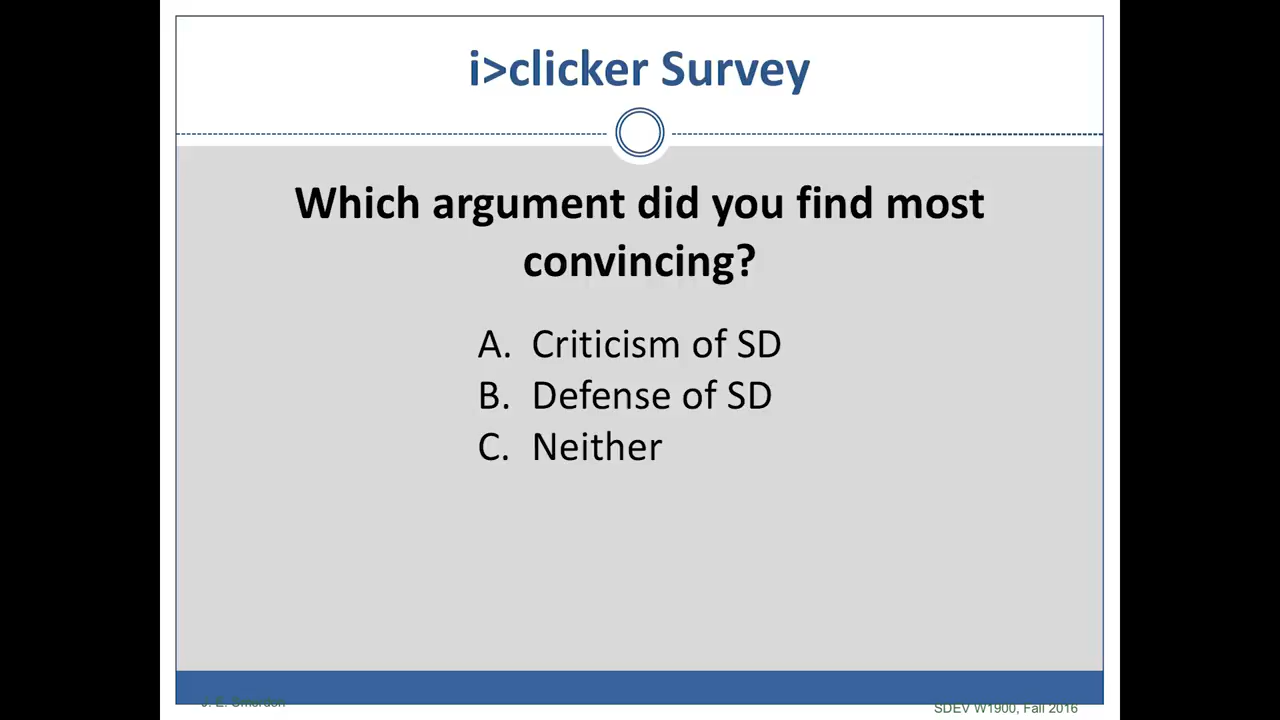 i>clicker Survey
Which argument did you find most
convincing?
A. Criticism of SD
B. Defense of SD
C. Neither
J. E. Smerdon
SDEV W1900, Fall 2016